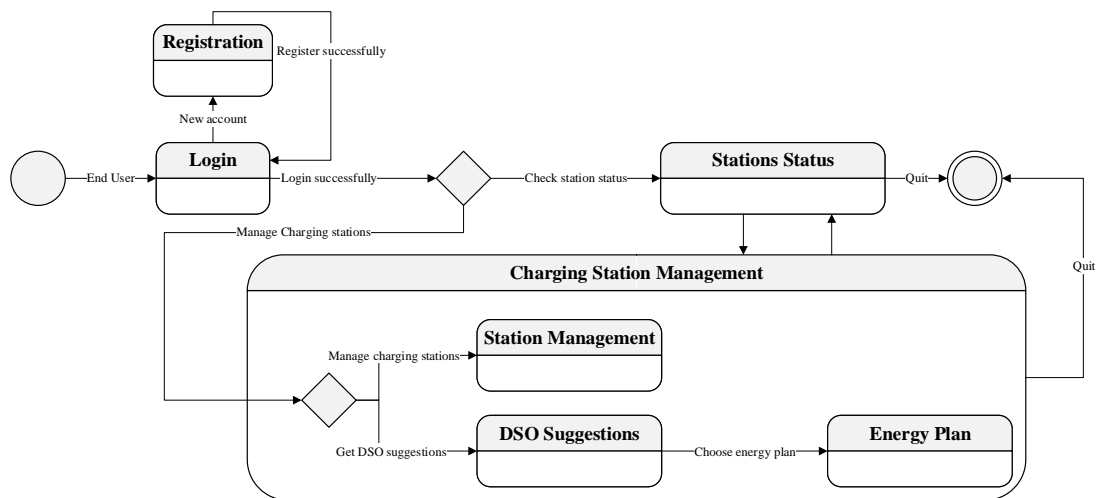 Registration
Register successfully
New account
Login
Stations Status
End User
Login successfully
Check station status
Quit
Manage Charging stations
Charging Station Management
Quit
Station Management
Manage charging stations
DSO Suggestions
Energy Plan
Get DSO suggestions
Choose energy plan